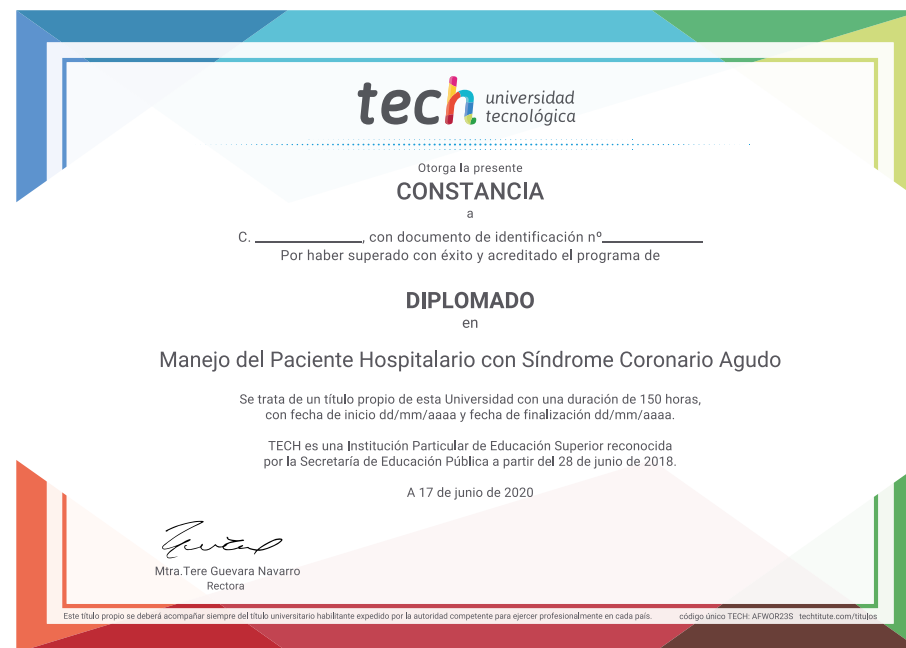 tech universidad
tecnológica
Otorga la presente
CONSTANCIA
a
C. ____________, con documento de identificación nº____________
Por haber superado con éxito y acreditado el programa de
DIPLOMADO
en
Manejo del Paciente Hospitalario con Síndrome Coronario Agudo
Se trata de un título propio de esta Universidad con una duración de 150 horas,
con fecha de inicio dd/mm/aaaa y fecha de finalización dd/mm/aaaa.
TECH es una Institución Particular de Educación Superior reconocida
por la Secretaría de Educación Pública a partir del 28 de junio de 2018.
A 17 de junio de 2020
Mtra.Tere Guevara Navarro
Rectora
Este título propio se deberá acompañar siempre del título universitario habilitante expedido por la autoridad competente para ejercer profesionalmente en cada país. código único TECH: AFWOR23S techtitute.com/titulos